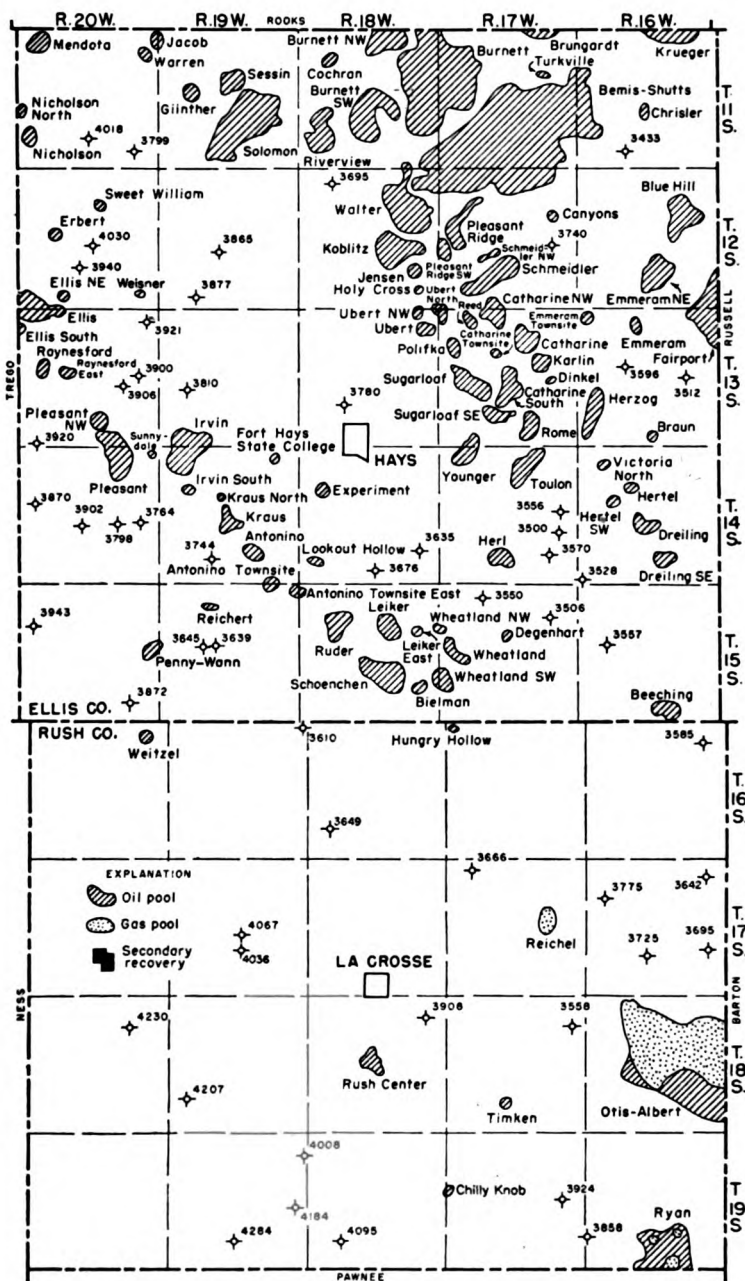 R.20W. R.19W. ROOKS R.18W. R.17W. R.16W.
Mendota
Jacob
Warren
Burnett NW
Burnett
Brungardt
Turkville
Krueger
Sessin
Cochran
Burnett
SW
Bemis-Shutts
Nicholson
North
Giinther
Chrisler
T.
11
S.
4018
3799
Nicholson
Solomon
Riverview
3433
3695
Sweet William
Walter
Canyons
Blue Hill
Erbert
4030
3865
Pleasant
Ridge
3740
T.
12
S.
3940
Koblitz
Schmeid-
ler NW
Ellis NE
Weisner
3877
Jensen
Pleasant
Ridge SW
Schmeidler
Holy Cross
Ubert
North
Reed
Catharine NW
Emmeram NE
RUSSELL
Ellis
Ubert NW
Emmeram
Townsite
Ellis South
3921
Ubert
Catharine
Townsite
Catharine
Emmeram
Raynesford
Raynesford
East
3900
Polifka
Karlin
Fairport
T.
13
S.
TREGO
3906
3810
Sugarloaf
Dinkel
3596
3512
3780
Catharine
South
Herzog
Pleasant
NW
Irvin
Fort Hays
State College
Sugarloaf SE
Rome
Braun
3920
Sunny-
dale
HAYS
Pleasant
Younger
Toulon
Victoria
North
Irvin South
Experiment
3870
Kraus North
3556
Hertel
3902
3764
Kraus
3500
Hertel
SW
Dreiling
T.
14
S.
3798
Antonino
3635
3744
Lookout Hollow
Herl
3570
Antonino Townsite
3676
3528
Dreiling SE
Antonino Townsite East
3550
3943
Reichert
Leiker
Wheatland NW
3506
3645
3639
Degenhart
3557
Penny-Wann
Ruder
Leiker
East
Wheatland
T.
15
S.
Schoenchen
Wheatland SW
3872
Bielman
Beeching
ELLIS CO.
RUSH CO.
Weitzel
3610
Hungry Hollow
3585
T.
16
S.
3649
3666
EXPLANATION
Oil pool
3775
3642
Gas pool
4067
Reichel
T.
17
S.
Secondary
recovery
4036
3725
3695
LA CROSSE
NESS
BARTON
4230
3906
3558
T.
18
S.
Rush Center
4207
Timken
Otis-Albert
4008
Chilly Knob
3924
T
19
S
4184
Ryan
4284
4095
3858
PAWNEE